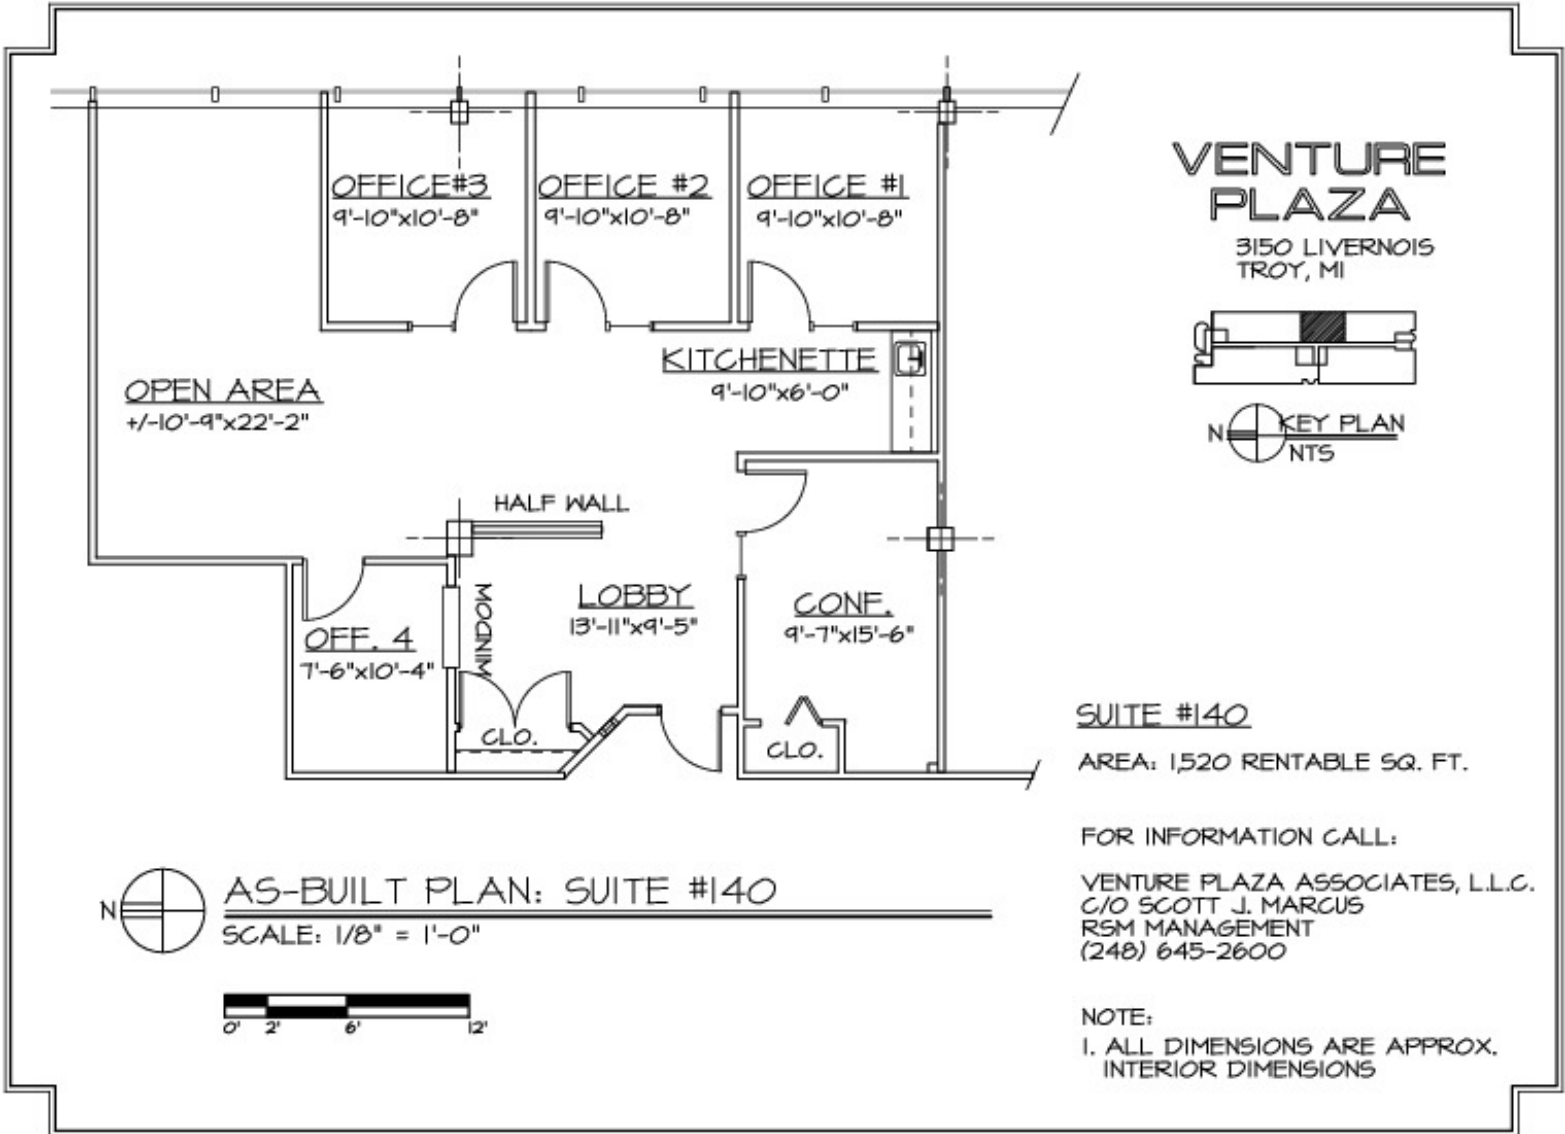 VENTURE
PLAZA
3150 LIVERNOIS
TROY, MI
N
KEY PLAN
NTS
OFFICE#3
9'-10"x10'-8"
OFFICE #2
9'-10"x10'-8"
OFFICE #1
9'-10"x10'-8"
KITCHENETTE
9'-10"x6'-0"
OPEN AREA
+/-10'-9"x22'-2"
HALF WALL
WINDOW
LOBBY
13'-11"x9'-5"
CONF.
9'-7"x15'-6"
OFF. 4
7'-6"x10'-4"
CLO.
CLO.
SUITE #140
AREA: 1,520 RENTABLE SQ. FT.
FOR INFORMATION CALL:
VENTURE PLAZA ASSOCIATES, L.L.C.
C/O SCOTT J. MARCUS
RSM MANAGEMENT
(248) 645-2600
NOTE:
1. ALL DIMENSIONS ARE APPROX.
INTERIOR DIMENSIONS
N
AS-BUILT PLAN: SUITE #140
SCALE: 1/8" = 1'-0"
0' 2' 6' 12'